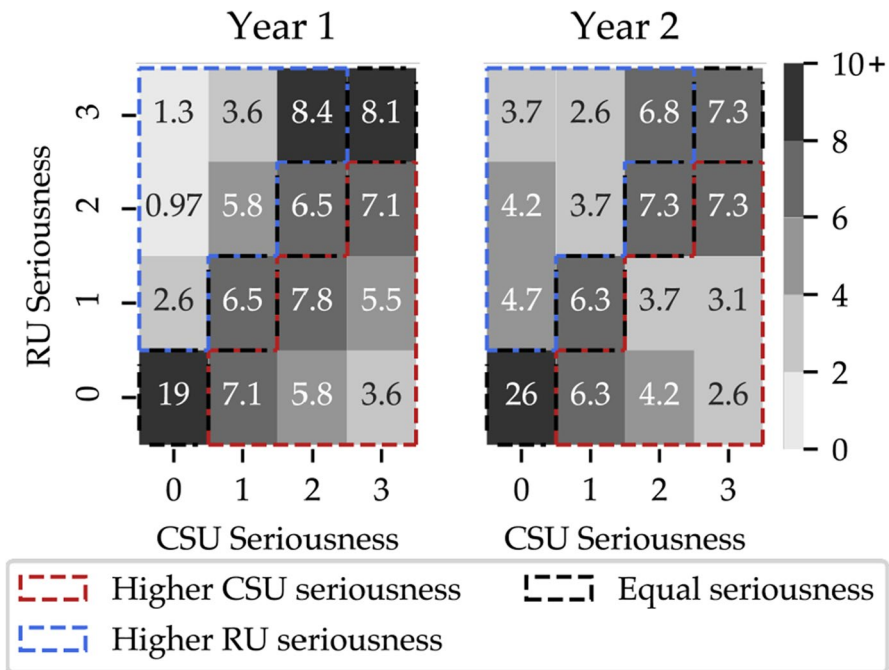 Year 1 Year 2
RU Seriousness
3 1.3 3.6 8.4 8.1 3.7 2.6 6.8 7.3
2 0.97 5.8 6.5 7.1 4.2 3.7 7.3 7.3
1 2.6 6.5 7.8 5.5 4.7 6.3 3.7 3.1
0 19 7.1 5.8 3.6 26 6.3 4.2 2.6
0 1 2 3 0 1 2 3
CSU Seriousness CSU Seriousness
10+
8
6
4
2
0
Higher CSU seriousness Equal seriousness
Higher RU seriousness